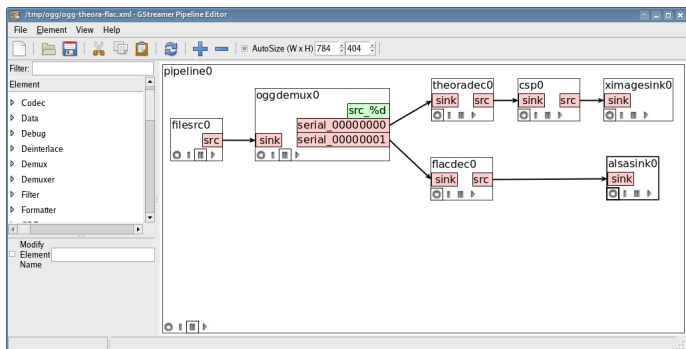 /tmp/ogg/ogg-theora-flac.xml - GStreamer Pipeline Editor
File Element View Help
AutoSize (W x H) 784 404
Filter:
Element
Codec
Data
Debug
Deinterlace
Demux
Demuxer
Filter
Formatter
Modify
Element
Name
pipeline0
filesrc0
src
oggdemux0
src_%d
serial_00000000
sink serial_00000001
theoradec0
sink src
csp0
sink src
ximagesink0
sink
flacdec0
sink src
alsasink0
sink